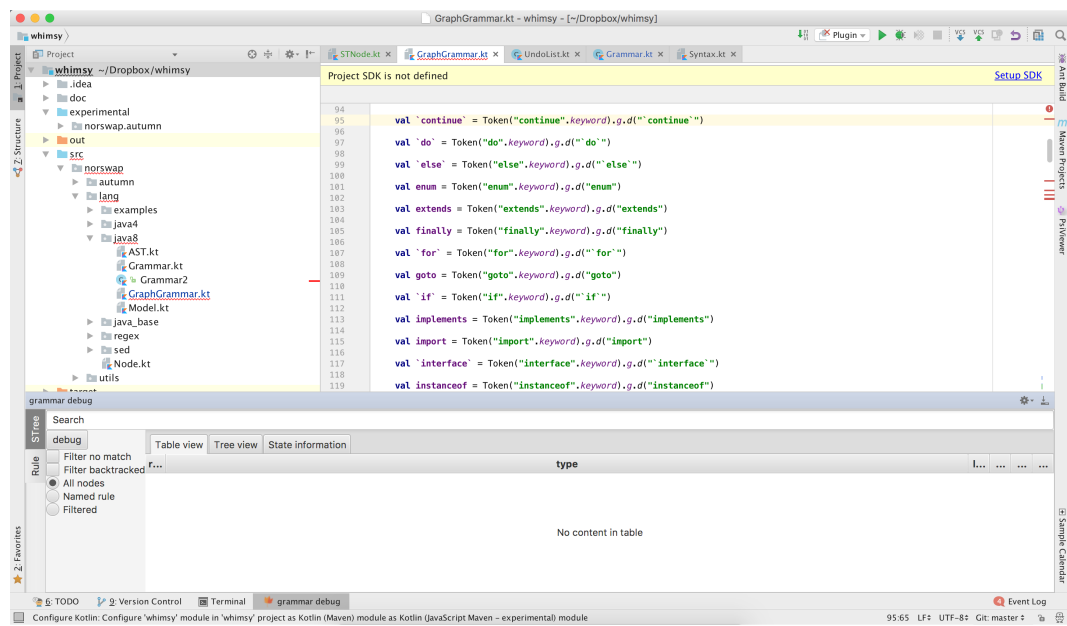 GraphGrammar.kt - whimsy - [~/Dropbox/whimsy]
whimsy
Plugin
1: Project
Z: Structure
2: Favorites
Project
whimsy ~/Dropbox/whimsy
.idea
doc
experimental
norswap.autumn
out
src
norswap
autumn
lang
examples
java4
java8
AST.kt
Grammar.kt
Grammar2
GraphGrammar.kt
Model.kt
java_base
regex
sed
Node.kt
utils
target
STNode.kt × GraphGrammar.kt × UndoList.kt × Grammar.kt × Syntax.kt ×
Project SDK is not defined Setup SDK
94
95 val `continue` = Token("continue".keyword).g.d("`continue`")
96
97 val `do` = Token("do".keyword).g.d("`do`")
98
99 val `else` = Token("else".keyword).g.d("`else`")
100
101 val enum = Token("enum".keyword).g.d("enum")
102
103 val extends = Token("extends".keyword).g.d("extends")
104
105 val finally = Token("finally".keyword).g.d("finally")
106
107 val `for` = Token("for".keyword).g.d("`for`")
108
109 val goto = Token("goto".keyword).g.d("goto")
110
111 val `if` = Token("if".keyword).g.d("`if`")
112
113 val implements = Token("implements".keyword).g.d("implements")
114
115 val import = Token("import".keyword).g.d("import")
116
117 val `interface` = Token("interface".keyword).g.d("`interface`")
118
119 val instanceof = Token("instanceof".keyword).g.d("instanceof")
Ant Build
Maven Projects
PsiViewer
Sample Calendar
grammar debug
STree
Rule
Search
debug
Filter no match
Filter backtracked
All nodes
Named rule
Filtered
Table view Tree view State information
r... type l... ... ... ...
No content in table
6: TODO 9: Version Control Terminal grammar debug 4 Event Log
Configure Kotlin: Configure 'whimsy' module in 'whimsy' project as Kotlin (Maven) module as Kotlin (JavaScript Maven - experimental) module 95:65 LF÷ UTF-8÷ Git: master ÷